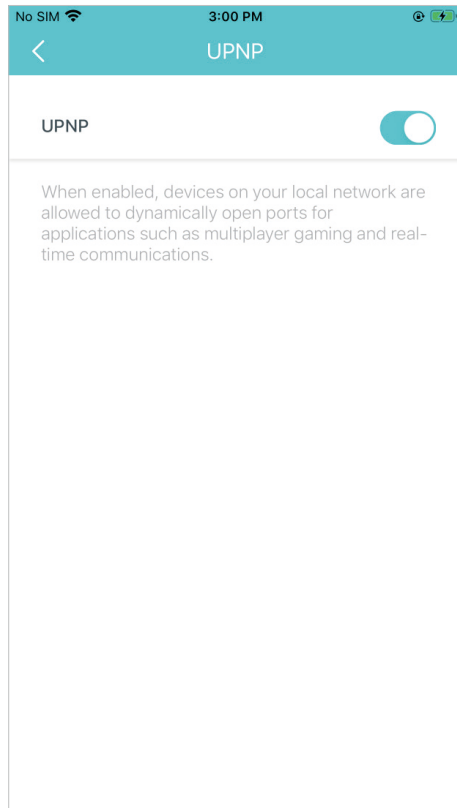 No SIM 3:00 PM
UPNP
UPNP
When enabled, devices on your local network are
allowed to dynamically open ports for
applications such as multiplayer gaming and real-
time communications.